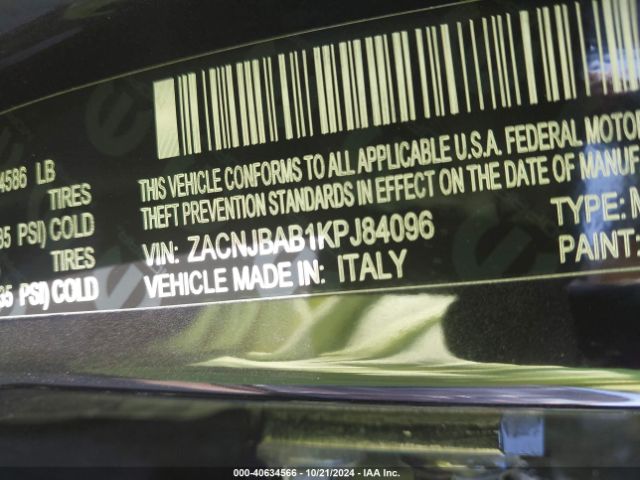 4586 LB
TIRES
35 PSI) COLD
TIRES
35 PSI) COLD
THIS VEHICLE CONFORMS TO ALL APPLICABLE U.S.A. FEDERAL MOTOR
THEFT PREVENTION STANDARDS IN EFFECT ON THE DATE OF MANUF
VIN: ZACNJBAB1KPJ84096 TYPE: M
VEHICLE MADE IN: ITALY PAINT:
000-40634566 - 10/21/2024 - IAA Inc.